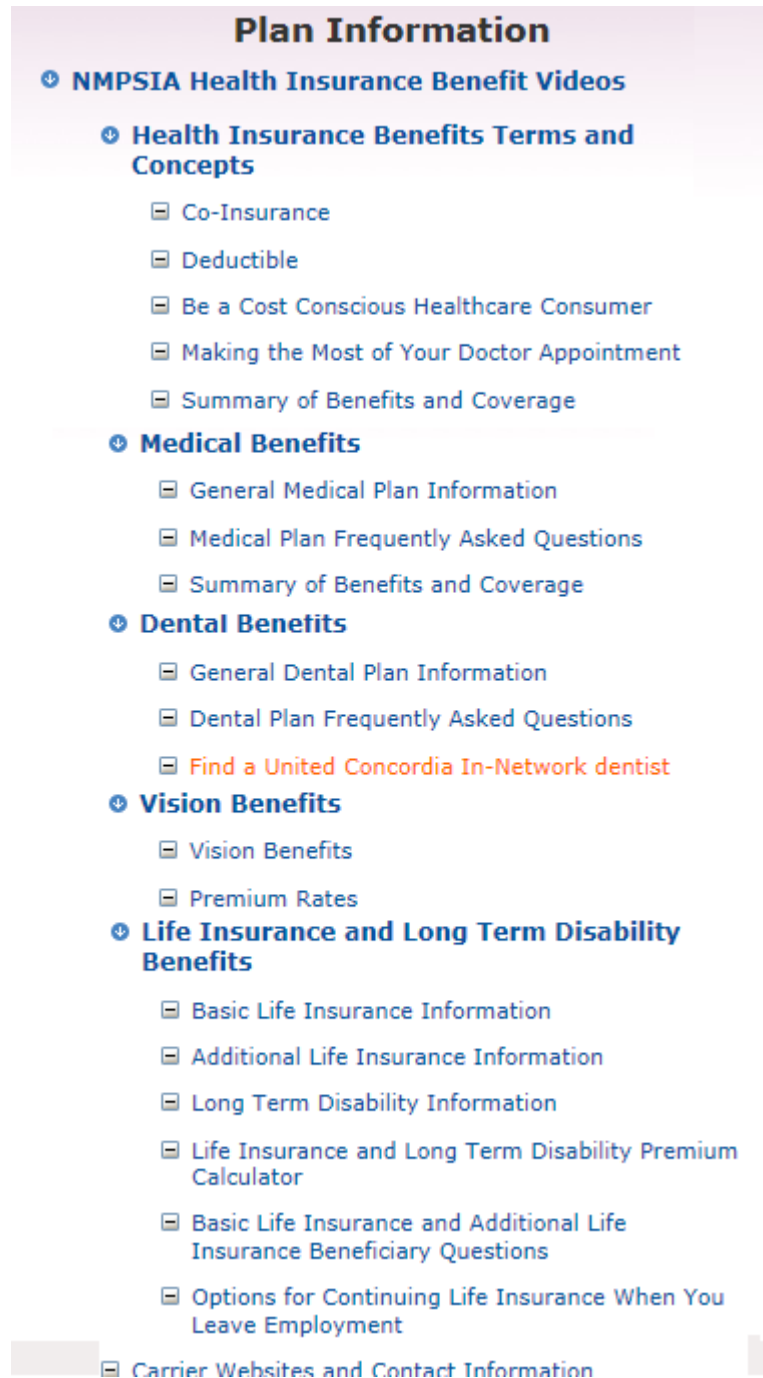 Plan Information
NMPSIA Health Insurance Benefit Videos
Health Insurance Benefits Terms and
Concepts
Co-Insurance
Deductible
Be a Cost Conscious Healthcare Consumer
Making the Most of Your Doctor Appointment
Summary of Benefits and Coverage
Medical Benefits
General Medical Plan Information
Medical Plan Frequently Asked Questions
Summary of Benefits and Coverage
Dental Benefits
General Dental Plan Information
Dental Plan Frequently Asked Questions
Find a United Concordia In-Network dentist
Vision Benefits
Vision Benefits
Premium Rates
Life Insurance and Long Term Disability
Benefits
Basic Life Insurance Information
Additional Life Insurance Information
Long Term Disability Information
Life Insurance and Long Term Disability Premium
Calculator
Basic Life Insurance and Additional Life
Insurance Beneficiary Questions
Options for Continuing Life Insurance When You
Leave Employment
Carrier Websites and Contact Information